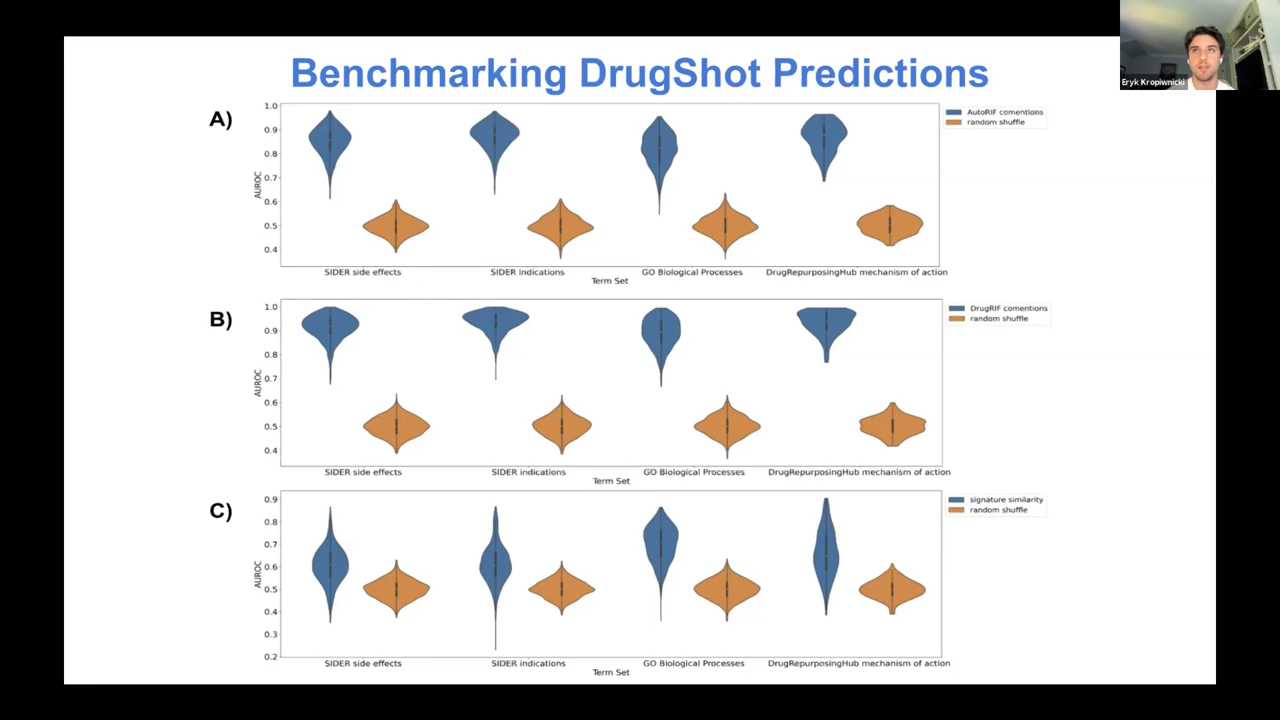 Benchmarking DrugShot Predictions
Eryk Kropiwnicki
A)
1.0
0.9
0.8
0.7
0.6
0.5
0.4
AUROC
AutoRIF comentions
random shuffle
SIDER side effects
SIDER indications
GO Biological Processes
DrugRepurposingHub mechanism of action
Term Set
B)
1.0
0.9
0.8
0.7
0.6
0.5
0.4
AUROC
DrugRIF comentions
random shuffle
SIDER side effects
SIDER indications
GO Biological Processes
DrugRepurposingHub mechanism of action
Term Set
C)
0.9
0.8
0.7
0.6
0.5
0.4
0.3
0.2
AUROC
signature similarity
random shuffle
SIDER side effects
SIDER indications
GO Biological Processes
DrugRepurposingHub mechanism of action
Term Set